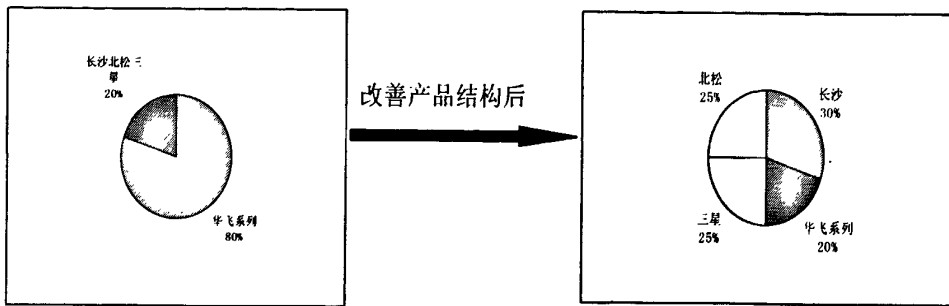 长沙北松三
星
20%
华飞系列
80%
改善产品结构后
北松
25%
长沙
30%
三星
25%
华飞系列
20%